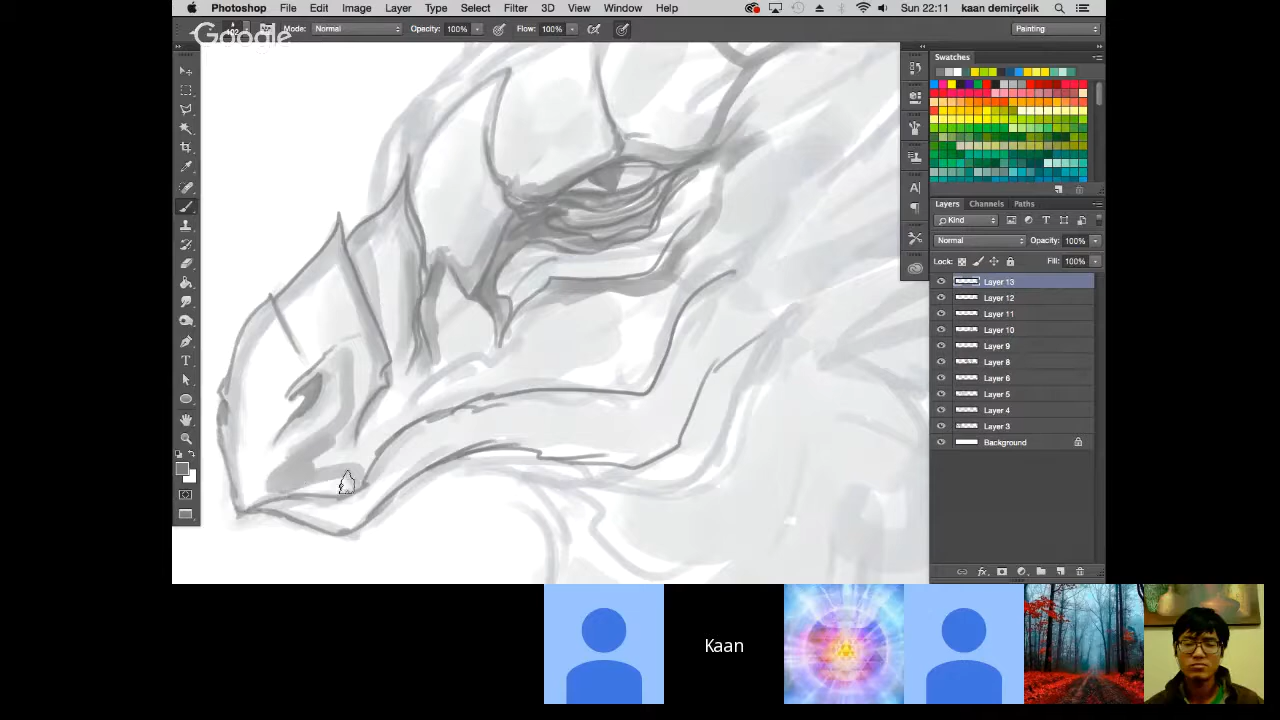 Photoshop File Edit Image Layer Type Select Filter 3D View Window Help Sun 22:11 kaan demirçelik
Google
Mode: Normal Opacity: 100% Flow: 100% Painting
Swatches
Layers Channels Paths
Kind
Normal Opacity: 100%
Lock: Fill: 100%
Layer 13
Layer 12
Layer 11
Layer 10
Layer 9
Layer 8
Layer 6
Layer 5
Layer 4
Layer 3
Background
Kaan